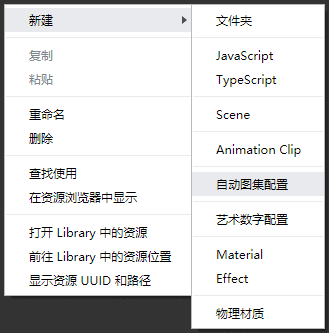 新建
复制
粘贴
重命名
删除
查找使用
在资源浏览器中显示
打开 Library 中的资源
前往 Library 中的资源位置
显示资源 UUID 和路径
文件夹
JavaScript
TypeScript
Scene
Animation Clip
自动图集配置
艺术数字配置
Material
Effect
物理材质